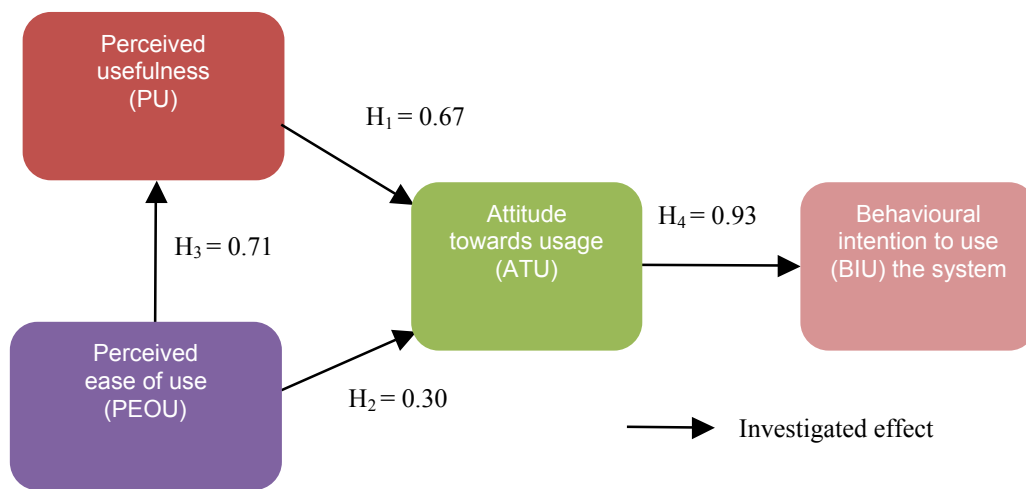 Perceived
usefulness
(PU)
H₁ = 0.67
Attitude
towards usage
(ATU)
H₄ = 0.93
Behavioural
intention to use
(BIU) the system
H₃ = 0.71
Perceived
ease of use
(PEOU)
H₂ = 0.30
Investigated effect